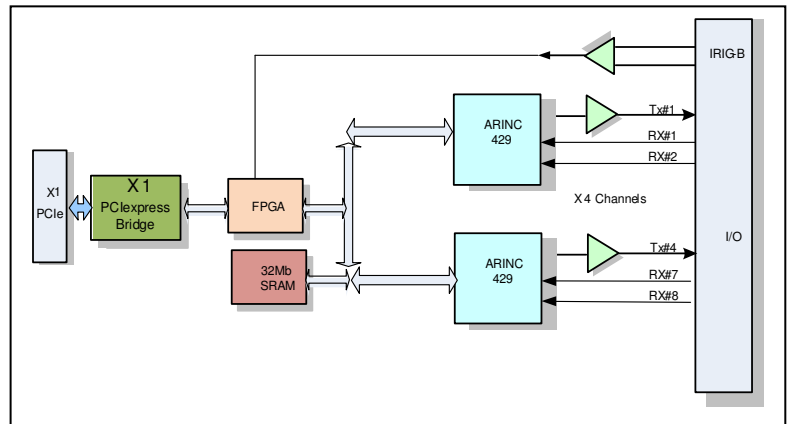 IRIG-B
Tx#1
ARINC
429
RX#1
RX#2
X1
PCIe
X1
PCIexpress
Bridge
FPGA
X4 Channels
I/O
32Mb
SRAM
ARINC
429
Tx#4
RX#7
RX#8